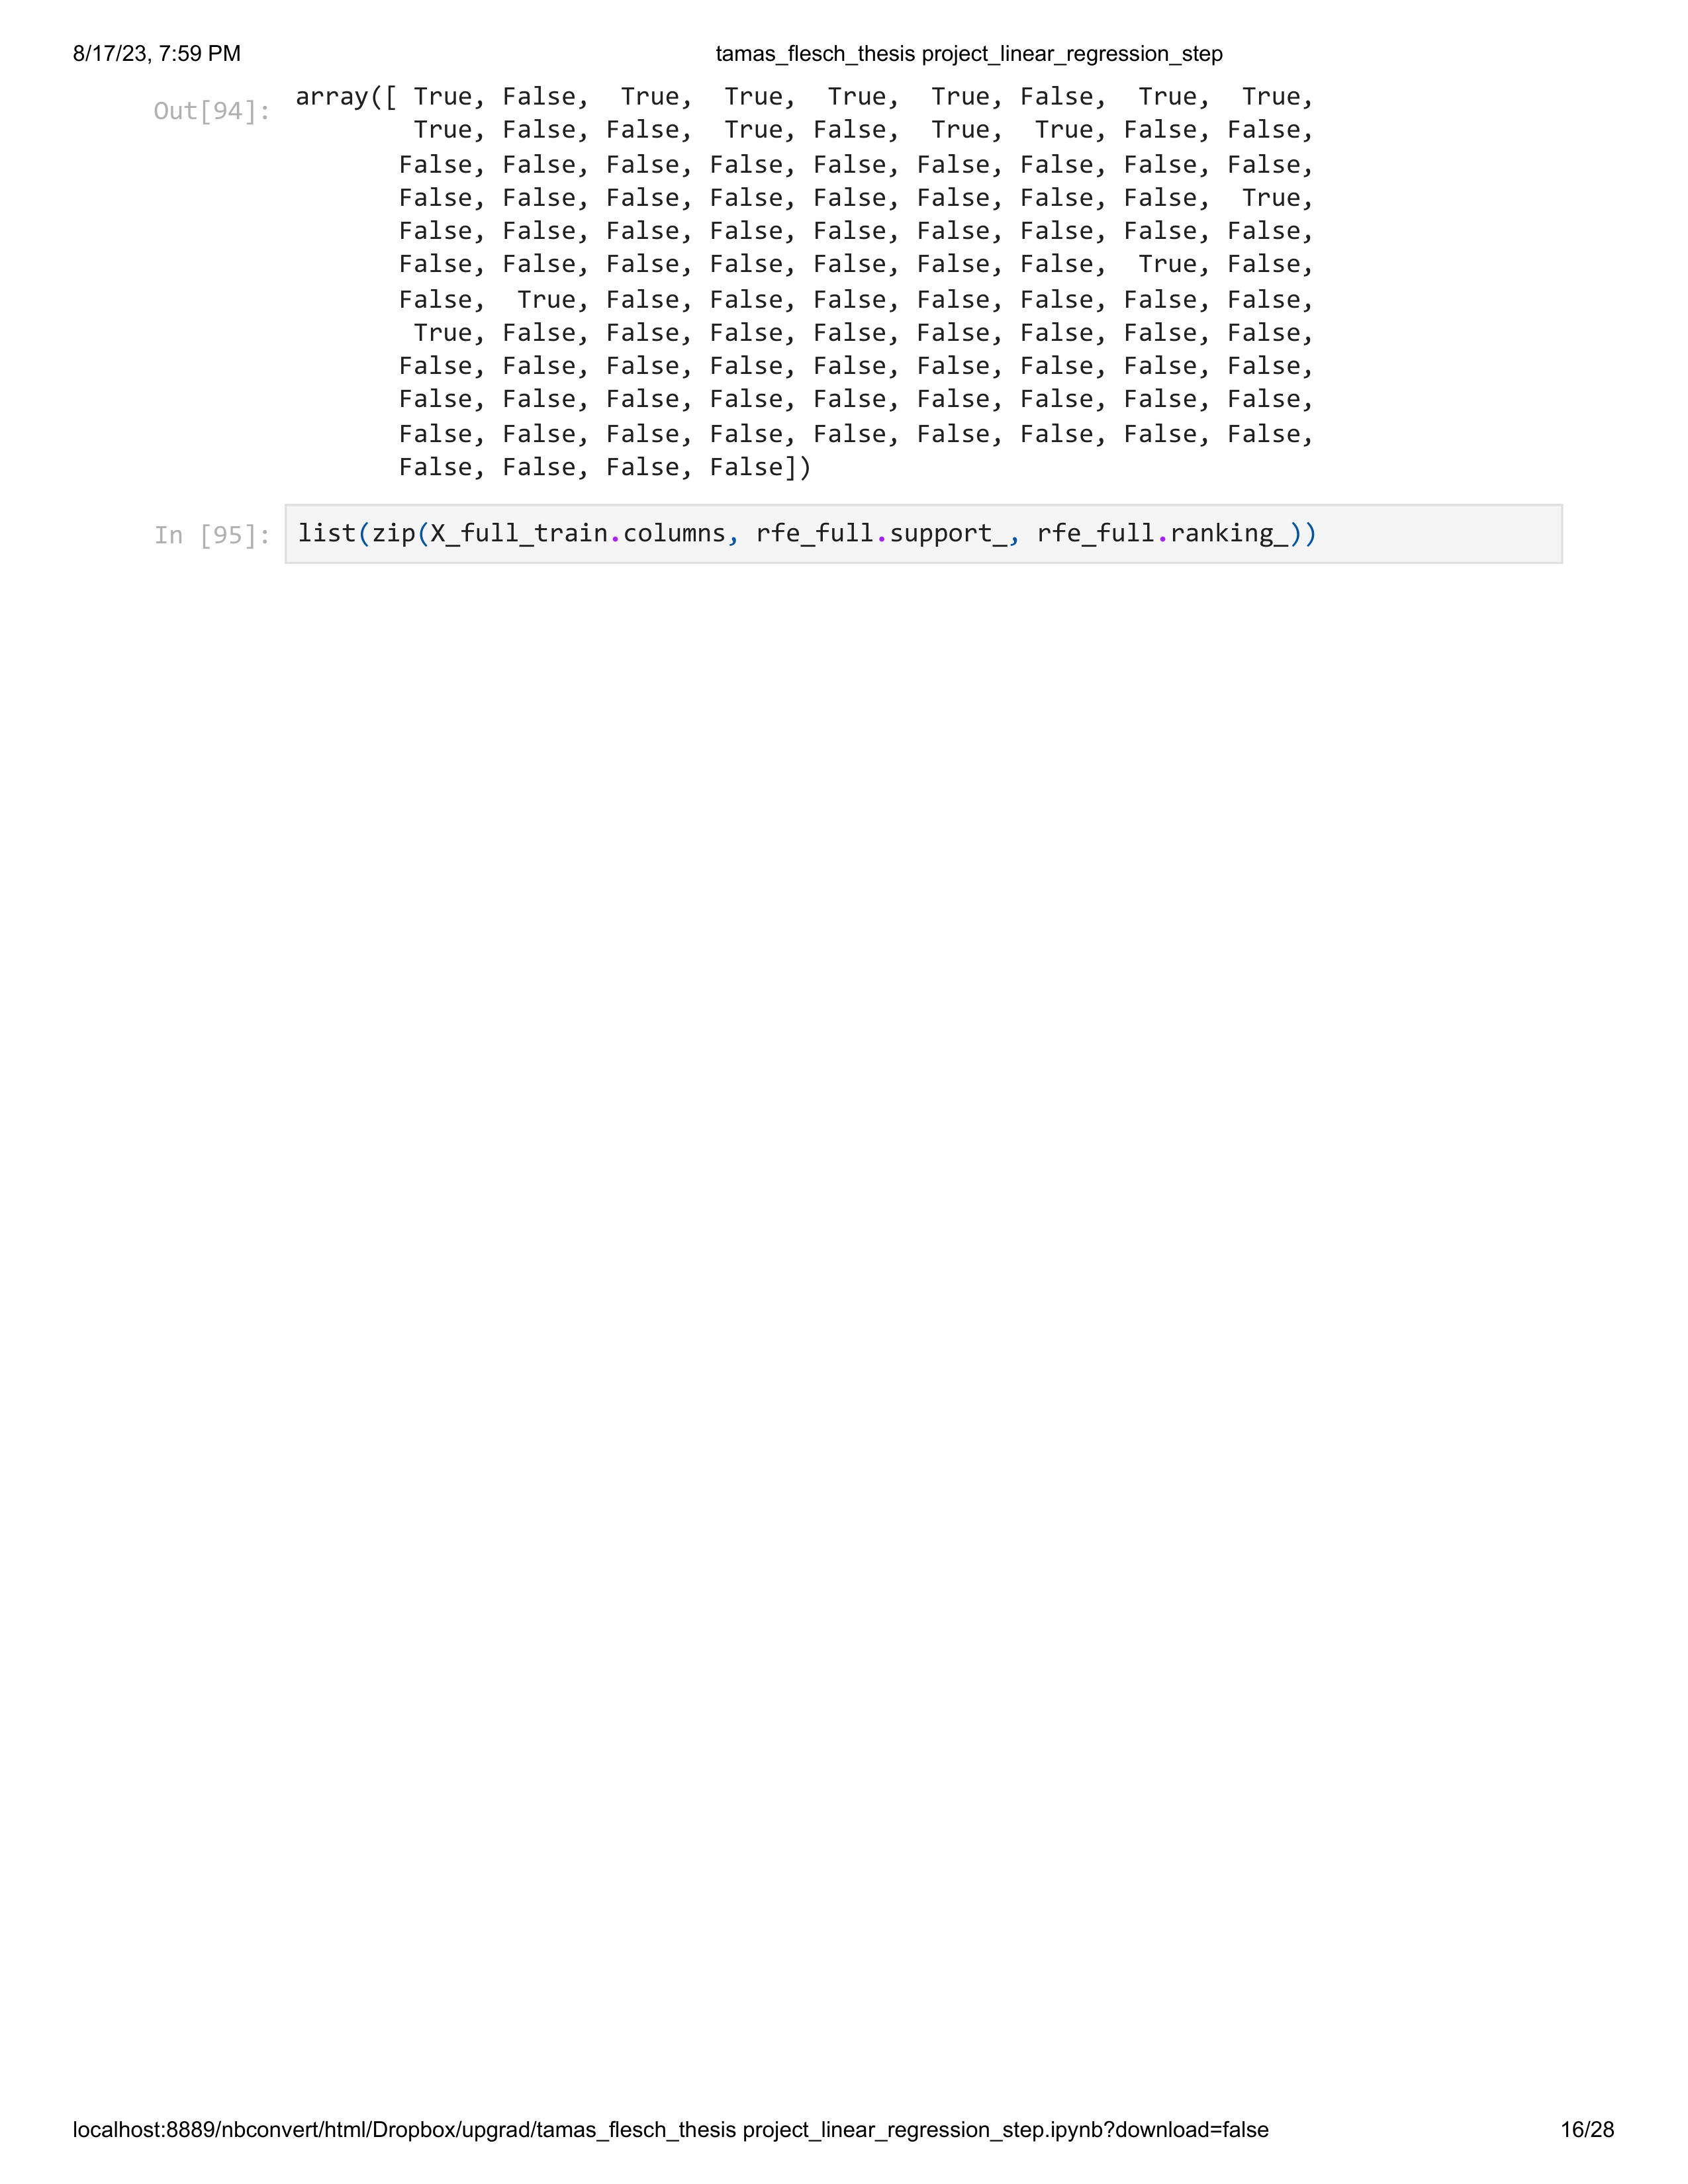 8/17/23, 7:59 PM tamas_flesch_thesis project_linear_regression_step
Out[94]: array([ True, False,  True,  True,  True,  True, False,  True,  True,
        True, False, False,  True, False,  True,  True, False, False,
       False, False, False, False, False, False, False, False, False,
       False, False, False, False, False, False, False, False,  True,
       False, False, False, False, False, False, False, False, False,
       False, False, False, False, False, False, False,  True, False,
       False,  True, False, False, False, False, False, False, False,
        True, False, False, False, False, False, False, False, False,
       False, False, False, False, False, False, False, False, False,
       False, False, False, False, False, False, False, False, False,
       False, False, False, False, False, False, False, False, False,
       False, False, False, False])
In [95]: list(zip(X_full_train.columns, rfe_full.support_, rfe_full.ranking_))
localhost:8889/nbconvert/html/Dropbox/upgrad/tamas_flesch_thesis project_linear_regression_step.ipynb?download=false 16/28